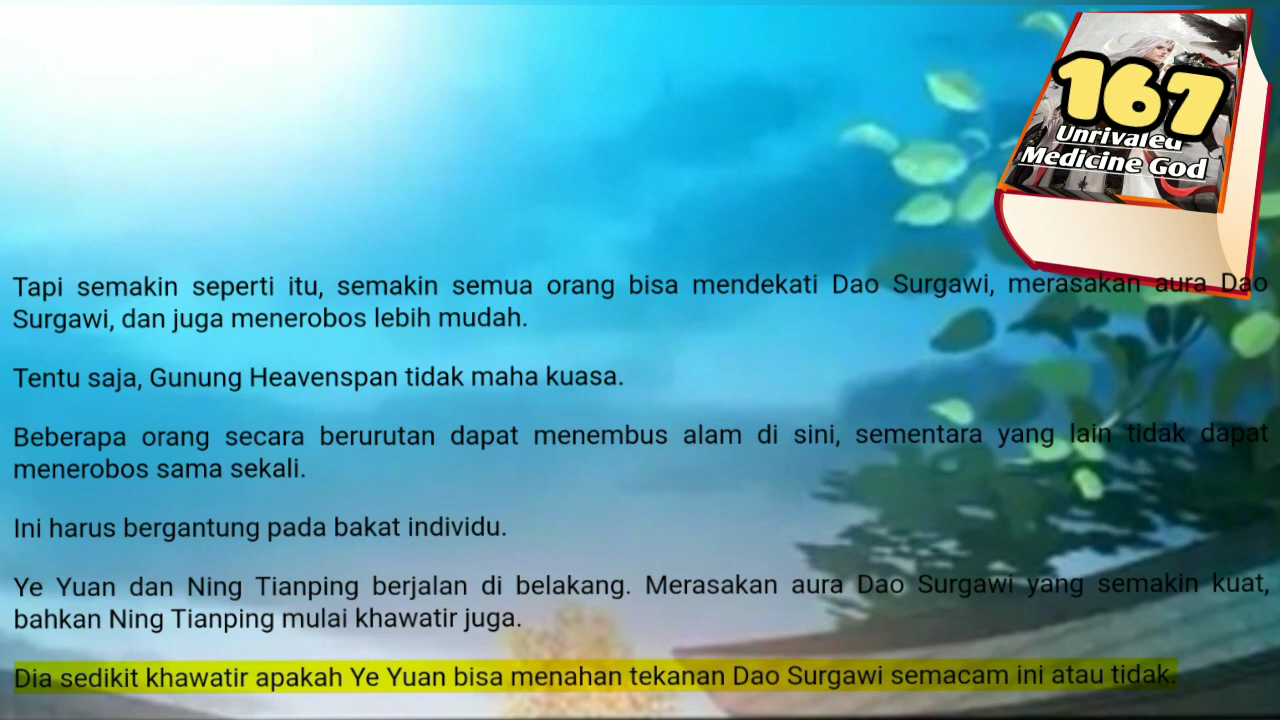 167
Unrivaled
Medicine God
Tapi semakin seperti itu, semakin semua orang bisa mendekati Dao Surgawi, merasakan aura Dao
Surgawi, dan juga menerobos lebih mudah.
Tentu saja, Gunung Heavenspan tidak maha kuasa.
Beberapa orang secara berurutan dapat menembus alam di sini, sementara yang lain tidak dapat
menerobos sama sekali.
Ini harus bergantung pada bakat individu.
Ye Yuan dan Ning Tianping berjalan di belakang. Merasakan aura Dao Surgawi yang semakin kuat,
bahkan Ning Tianping mulai khawatir juga.
Dia sedikit khawatir apakah Ye Yuan bisa menahan tekanan Dao Surgawi semacam ini atau tidak.